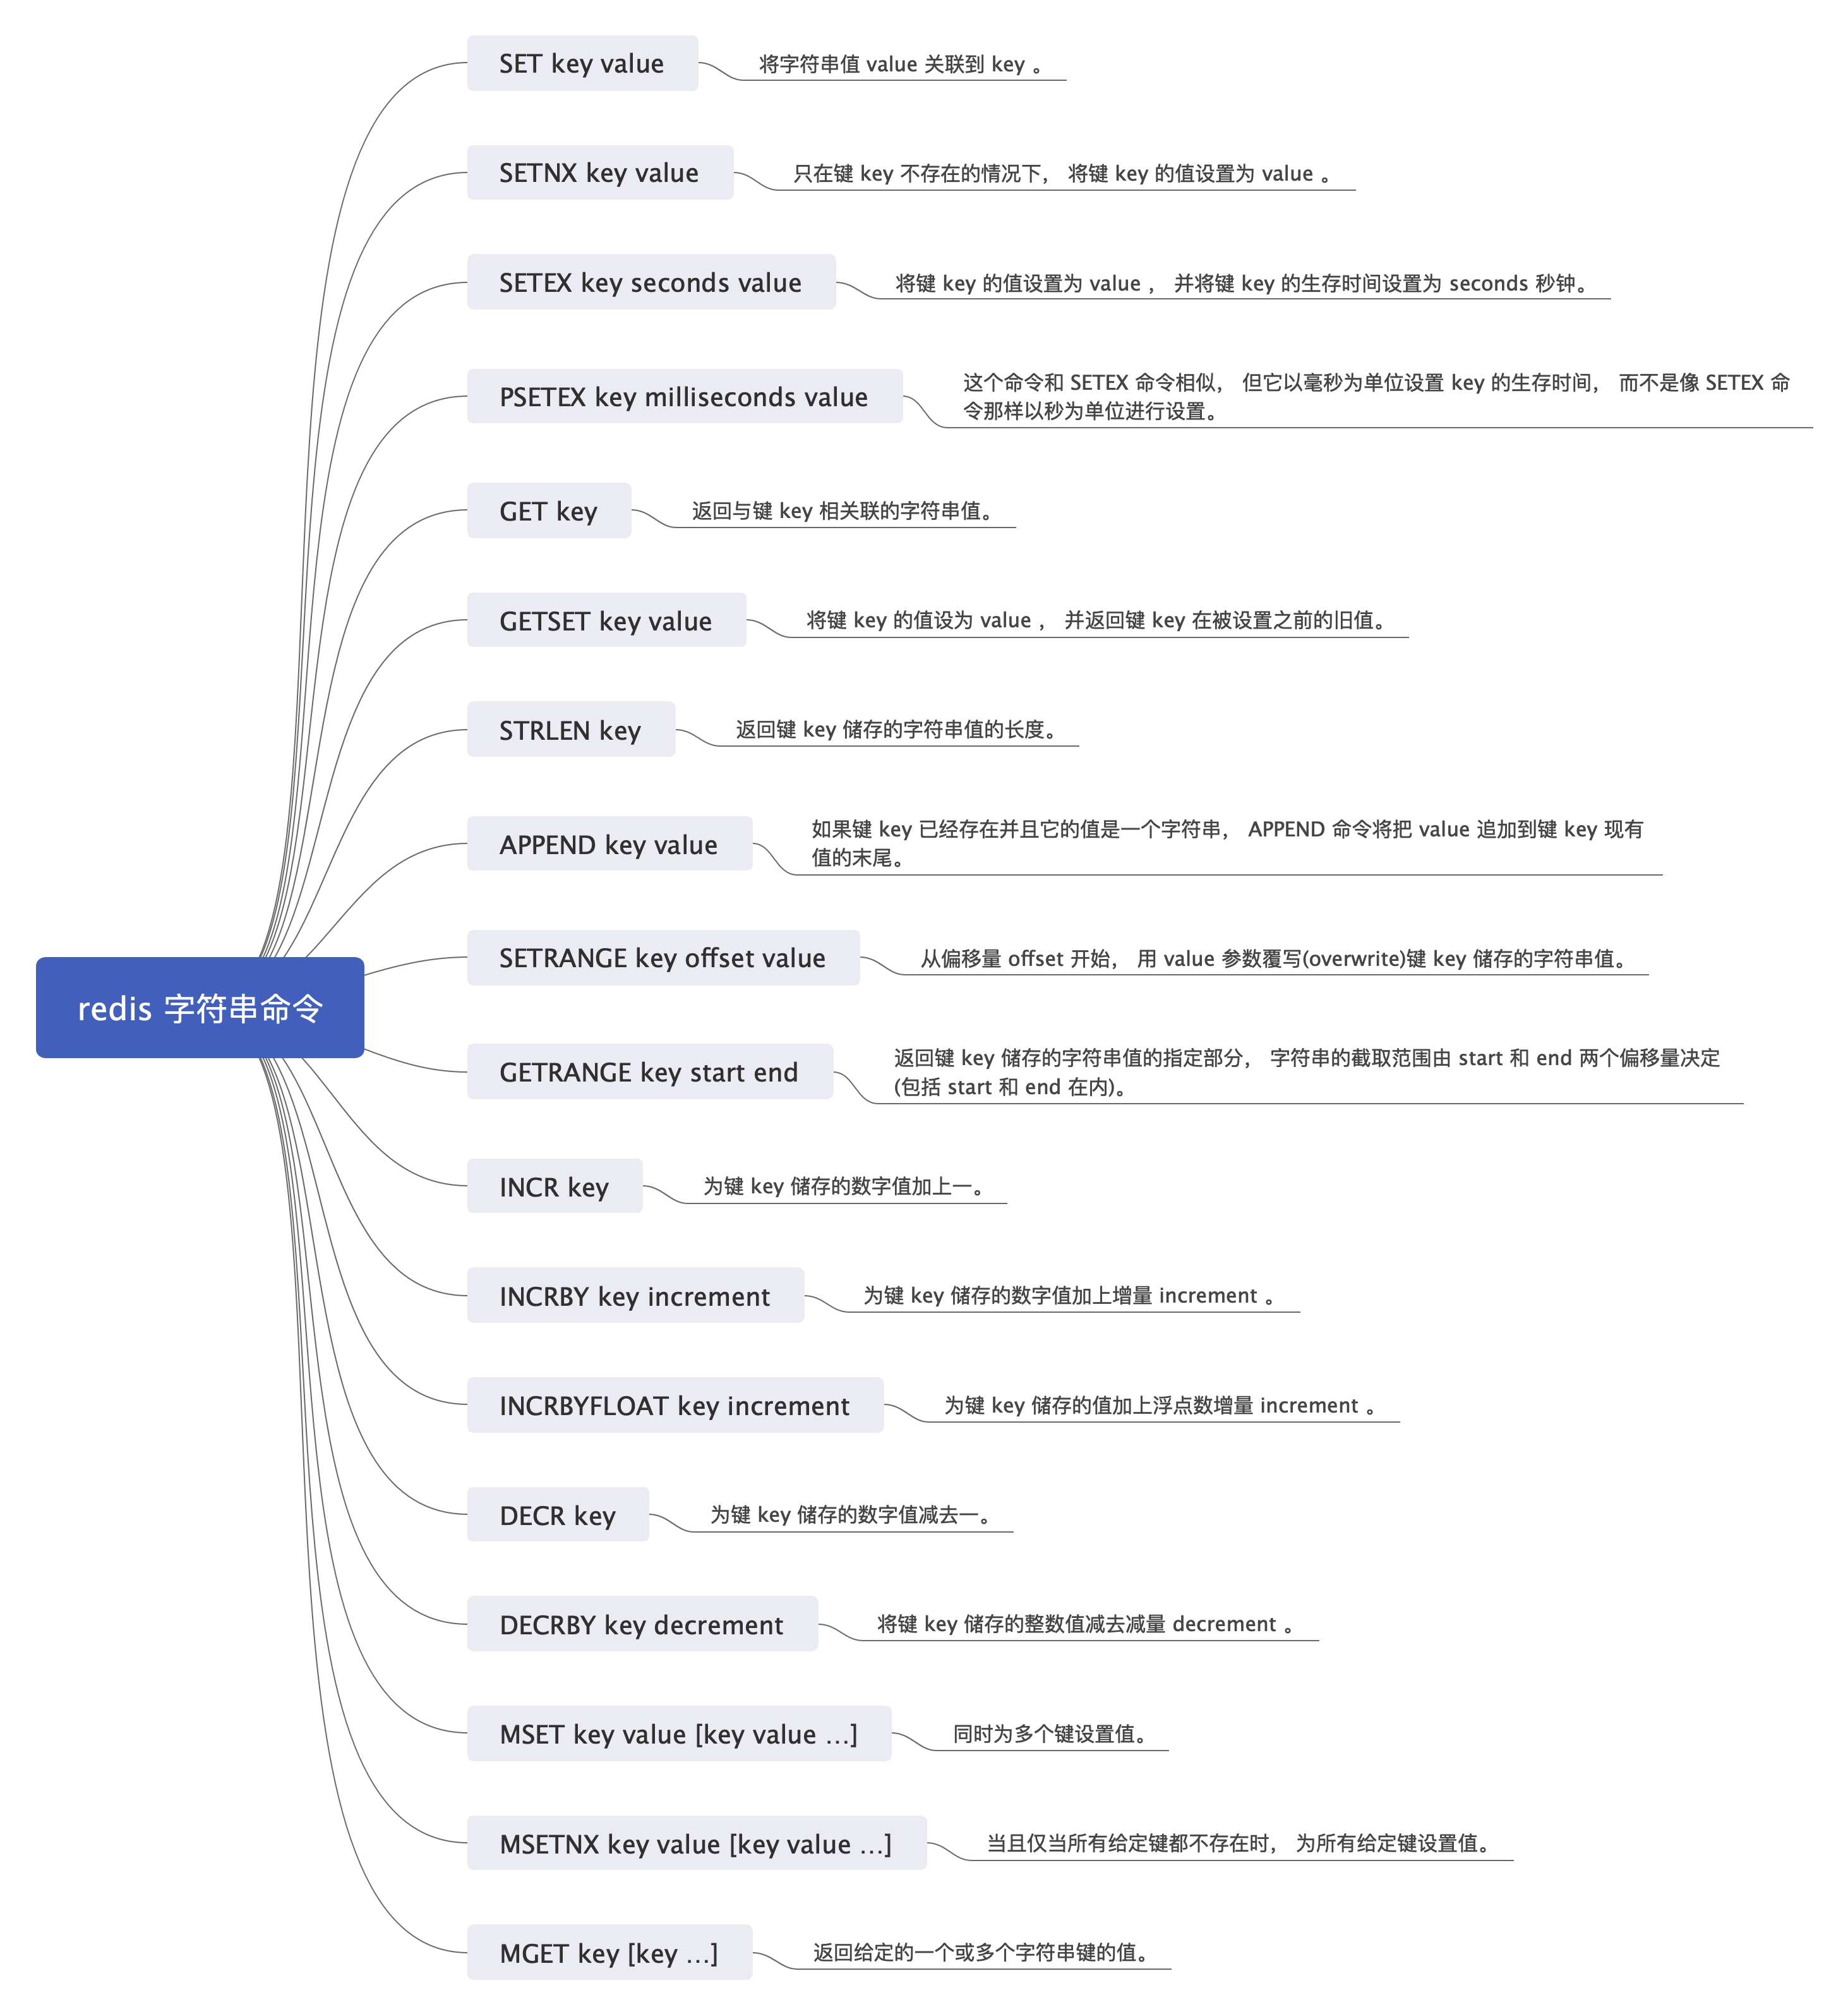 SET key value
将字符串值 value 关联到 key 。
SETNX key value
只在键 key 不存在的情况下， 将键 key 的值设置为 value 。
SETEX key seconds value
将键 key 的值设置为 value ， 并将键 key 的生存时间设置为 seconds 秒钟。
PSETEX key milliseconds value
这个命令和 SETEX 命令相似， 但它以毫秒为单位设置 key 的生存时间， 而不是像 SETEX 命
令那样以秒为单位进行设置。
GET key
返回与键 key 相关联的字符串值。
GETSET key value
将键 key 的值设为 value ， 并返回键 key 在被设置之前的旧值。
STRLEN key
返回键 key 储存的字符串值的长度。
APPEND key value
如果键 key 已经存在并且它的值是一个字符串， APPEND 命令将把 value 追加到键 key 现有
值的末尾。
SETRANGE key offset value
从偏移量 offset 开始， 用 value 参数覆写(overwrite)键 key 储存的字符串值。
redis 字符串命令
GETRANGE key start end
返回键 key 储存的字符串值的指定部分， 字符串的截取范围由 start 和 end 两个偏移量决定
(包括 start 和 end 在内)。
INCR key
为键 key 储存的数字值加上一。
INCRBY key increment
为键 key 储存的数字值加上增量 increment 。
INCRBYFLOAT key increment
为键 key 储存的值加上浮点数增量 increment 。
DECR key
为键 key 储存的数字值减去一。
DECRBY key decrement
将键 key 储存的整数值减去减量 decrement 。
MSET key value [key value …]
同时为多个键设置值。
MSETNX key value [key value …]
当且仅当所有给定键都不存在时， 为所有给定键设置值。
MGET key [key …]
返回给定的一个或多个字符串键的值。